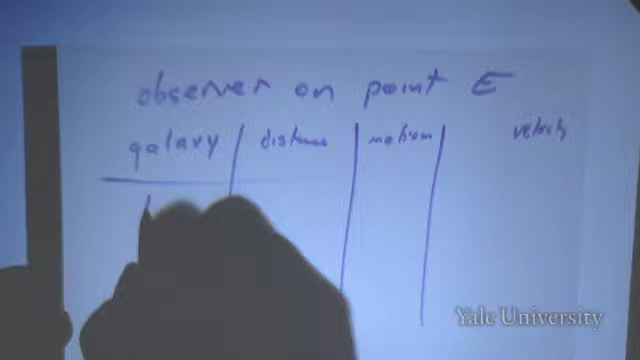 observer on point E
galaxy distance motion velocity
Yale University